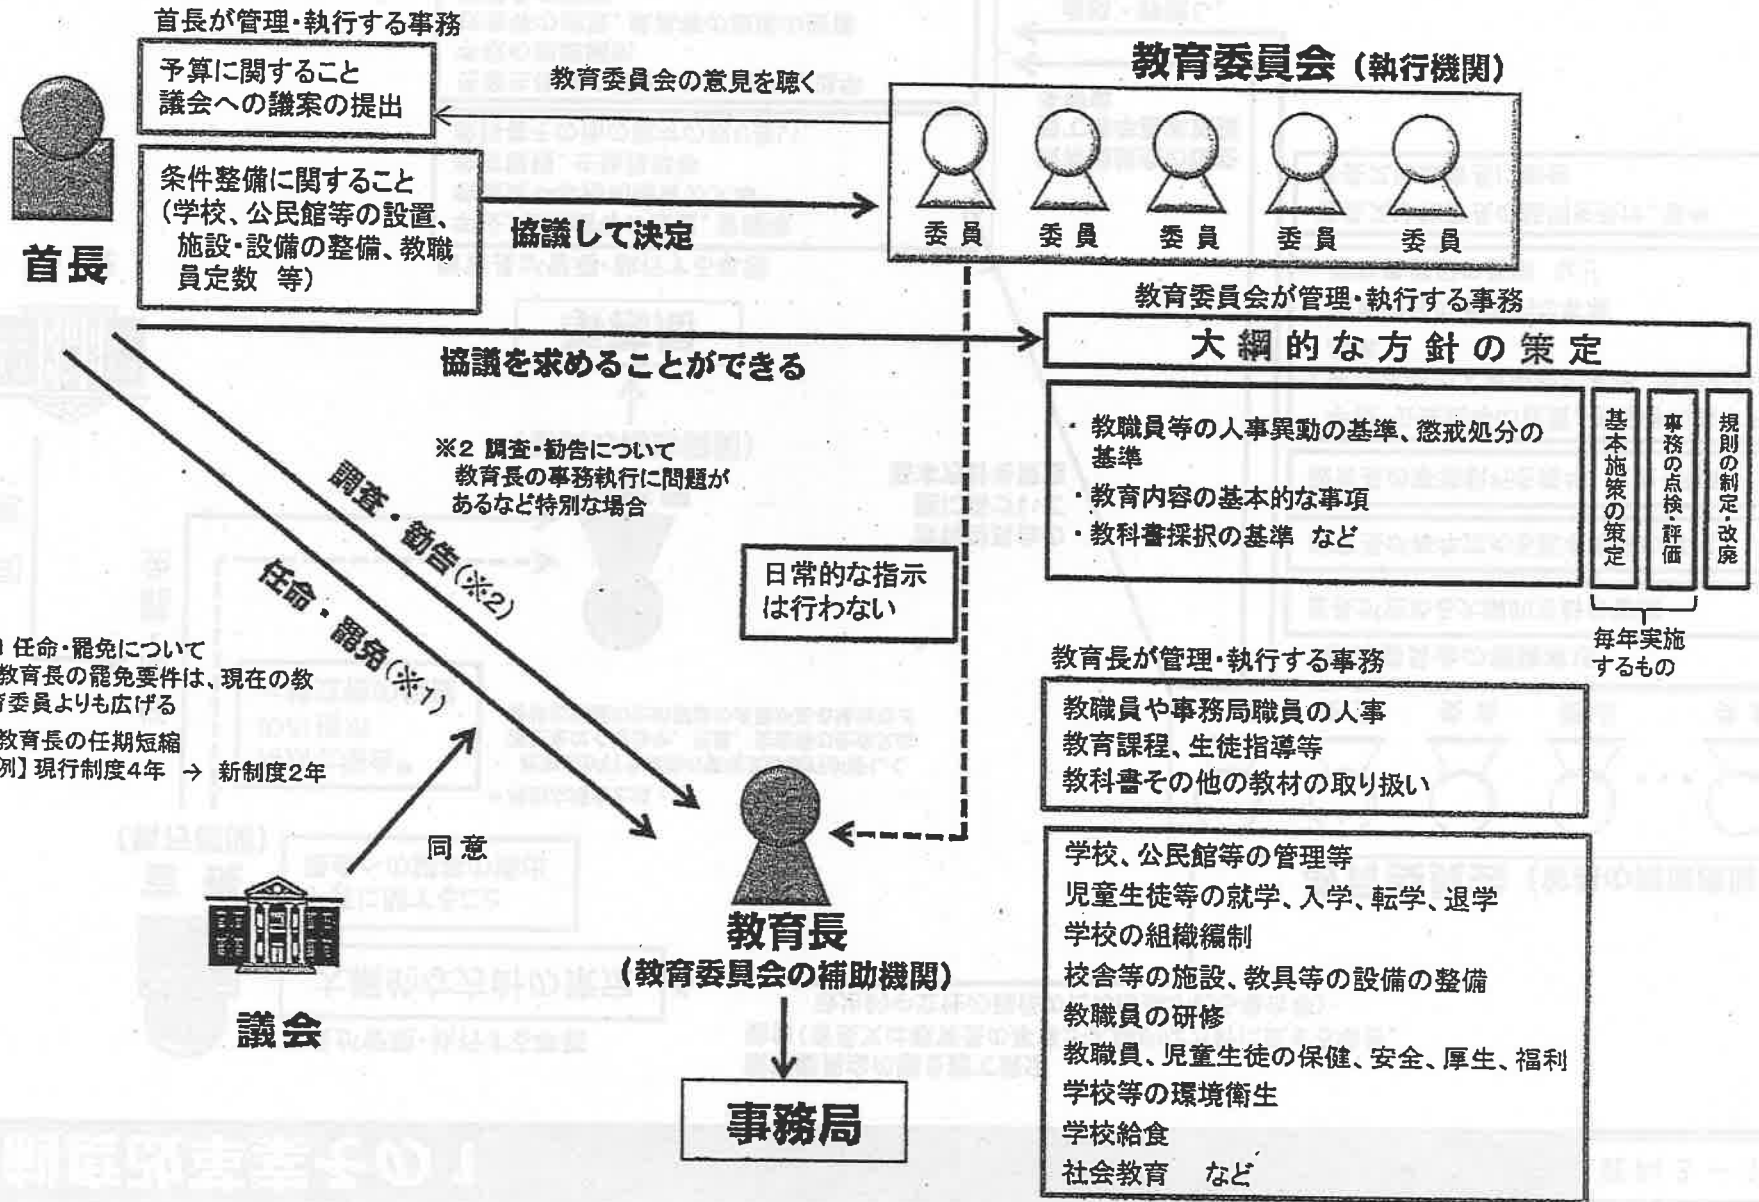 首長が管理・執行する事務
予算に関すること
議会への議案の提出
条件整備に関すること
(学校、公民館等の設置、
施設・設備の整備、教職
員定数 等)
首長
教育委員会の意見を聴く
協議して決定
教育委員会(執行機関)
委員 委員 委員 委員 委員
教育委員会が管理・執行する事務
大綱的な方針の策定
協議を求めることができる
・教職員等の人事異動の基準、懲戒処分の
基準
・教育内容の基本的な事項
・教科書採択の基準 など
基本施策の策定
事務の点検・評価
規則の制定・改廃
毎年実施
するもの
※2 調査・勧告について
教育長の事務執行に問題が
あるなど特別な場合
調査・勧告(※2)
任命・罷免(※1)
日常的な指示
は行わない
任命・罷免について
教育長の罷免要件は、現在の教
育委員よりも広げる
教育長の任期短縮
例】現行制度4年 → 新制度2年
同意
議会
教育長
(教育委員会の補助機関)
事務局
教育長が管理・執行する事務
教職員や事務局職員の人事
教育課程、生徒指導等
教科書その他の教材の取り扱い
学校、公民館等の管理等
児童生徒等の就学、入学、転学、退学
学校の組織編制
校舎等の施設、教具等の設備の整備
教職員の研修
教職員、児童生徒の保健、安全、厚生、福利
学校等の環境衛生
学校給食
社会教育 など